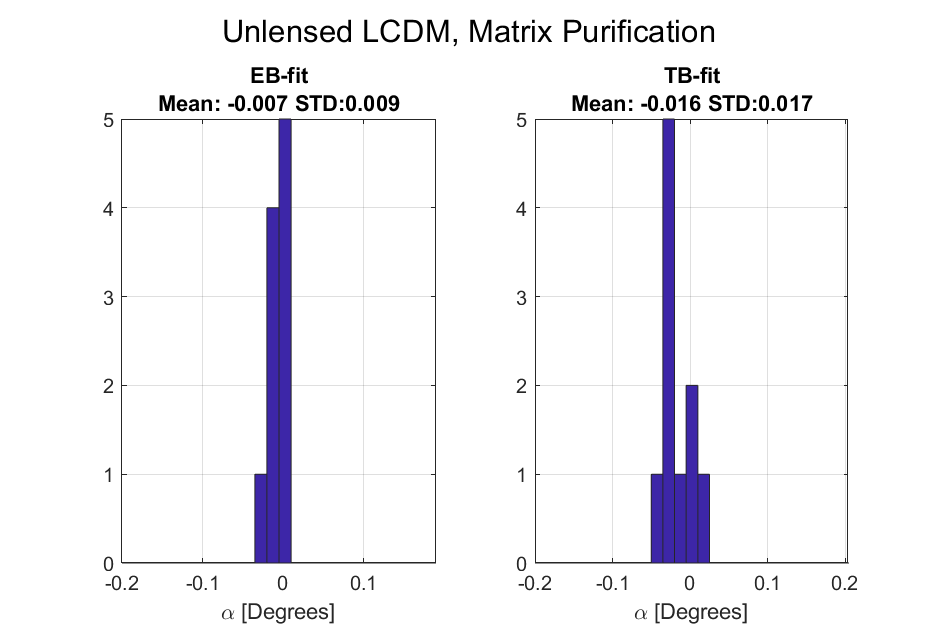 Unlensed LCDM, Matrix Purification
EB-fit
Mean: -0.007 STD:0.009
5
4
3
2
1
0
-0.2 -0.1 0 0.1
α [Degrees]
TB-fit
Mean: -0.016 STD:0.017
5
4
3
2
1
0
-0.2 -0.1 0 0.1 0.2
α [Degrees]